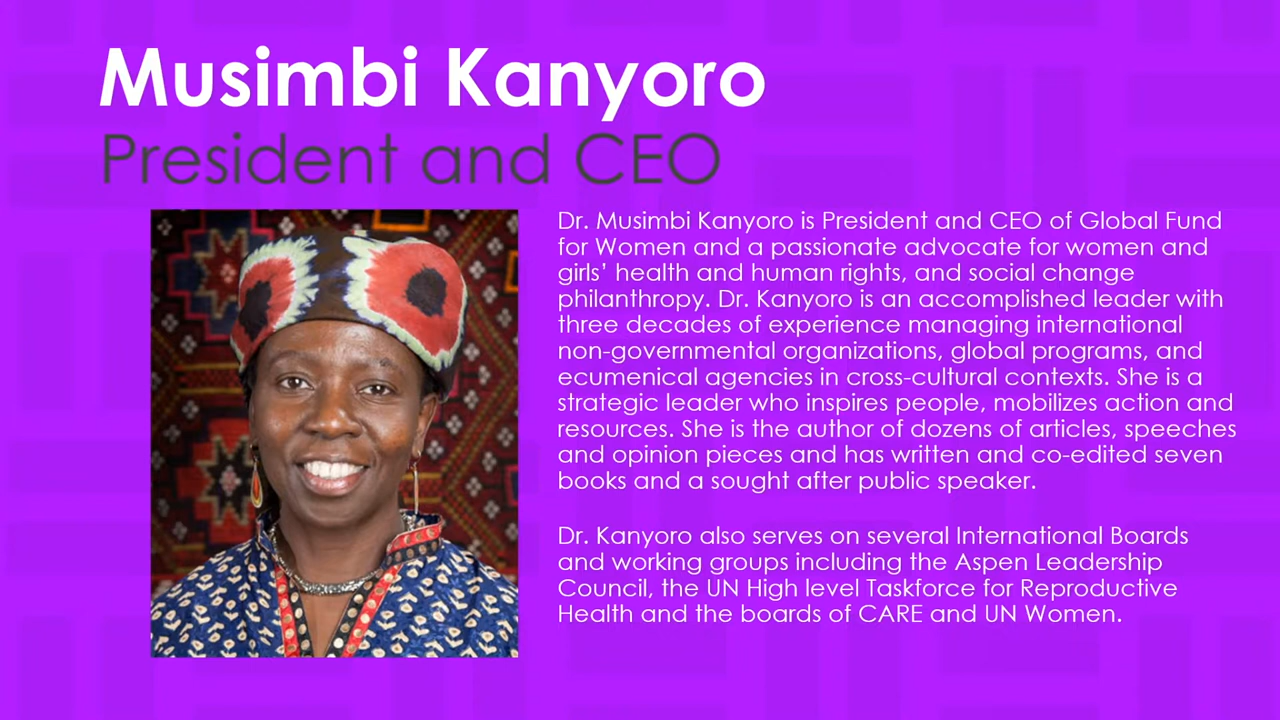 Musimbi Kanyoro
President and CEO
Dr. Musimbi Kanyoro is President and CEO of Global Fund
for Women and a passionate advocate for women and
girls’ health and human rights, and social change
philanthropy. Dr. Kanyoro is an accomplished leader with
three decades of experience managing international
non-governmental organizations, global programs, and
ecumenical agencies in cross-cultural contexts. She is a
strategic leader who inspires people, mobilizes action and
resources. She is the author of dozens of articles, speeches
and opinion pieces and has written and co-edited seven
books and a sought after public speaker.
Dr. Kanyoro also serves on several International Boards
and working groups including the Aspen Leadership
Council, the UN High level Taskforce for Reproductive
Health and the boards of CARE and UN Women.